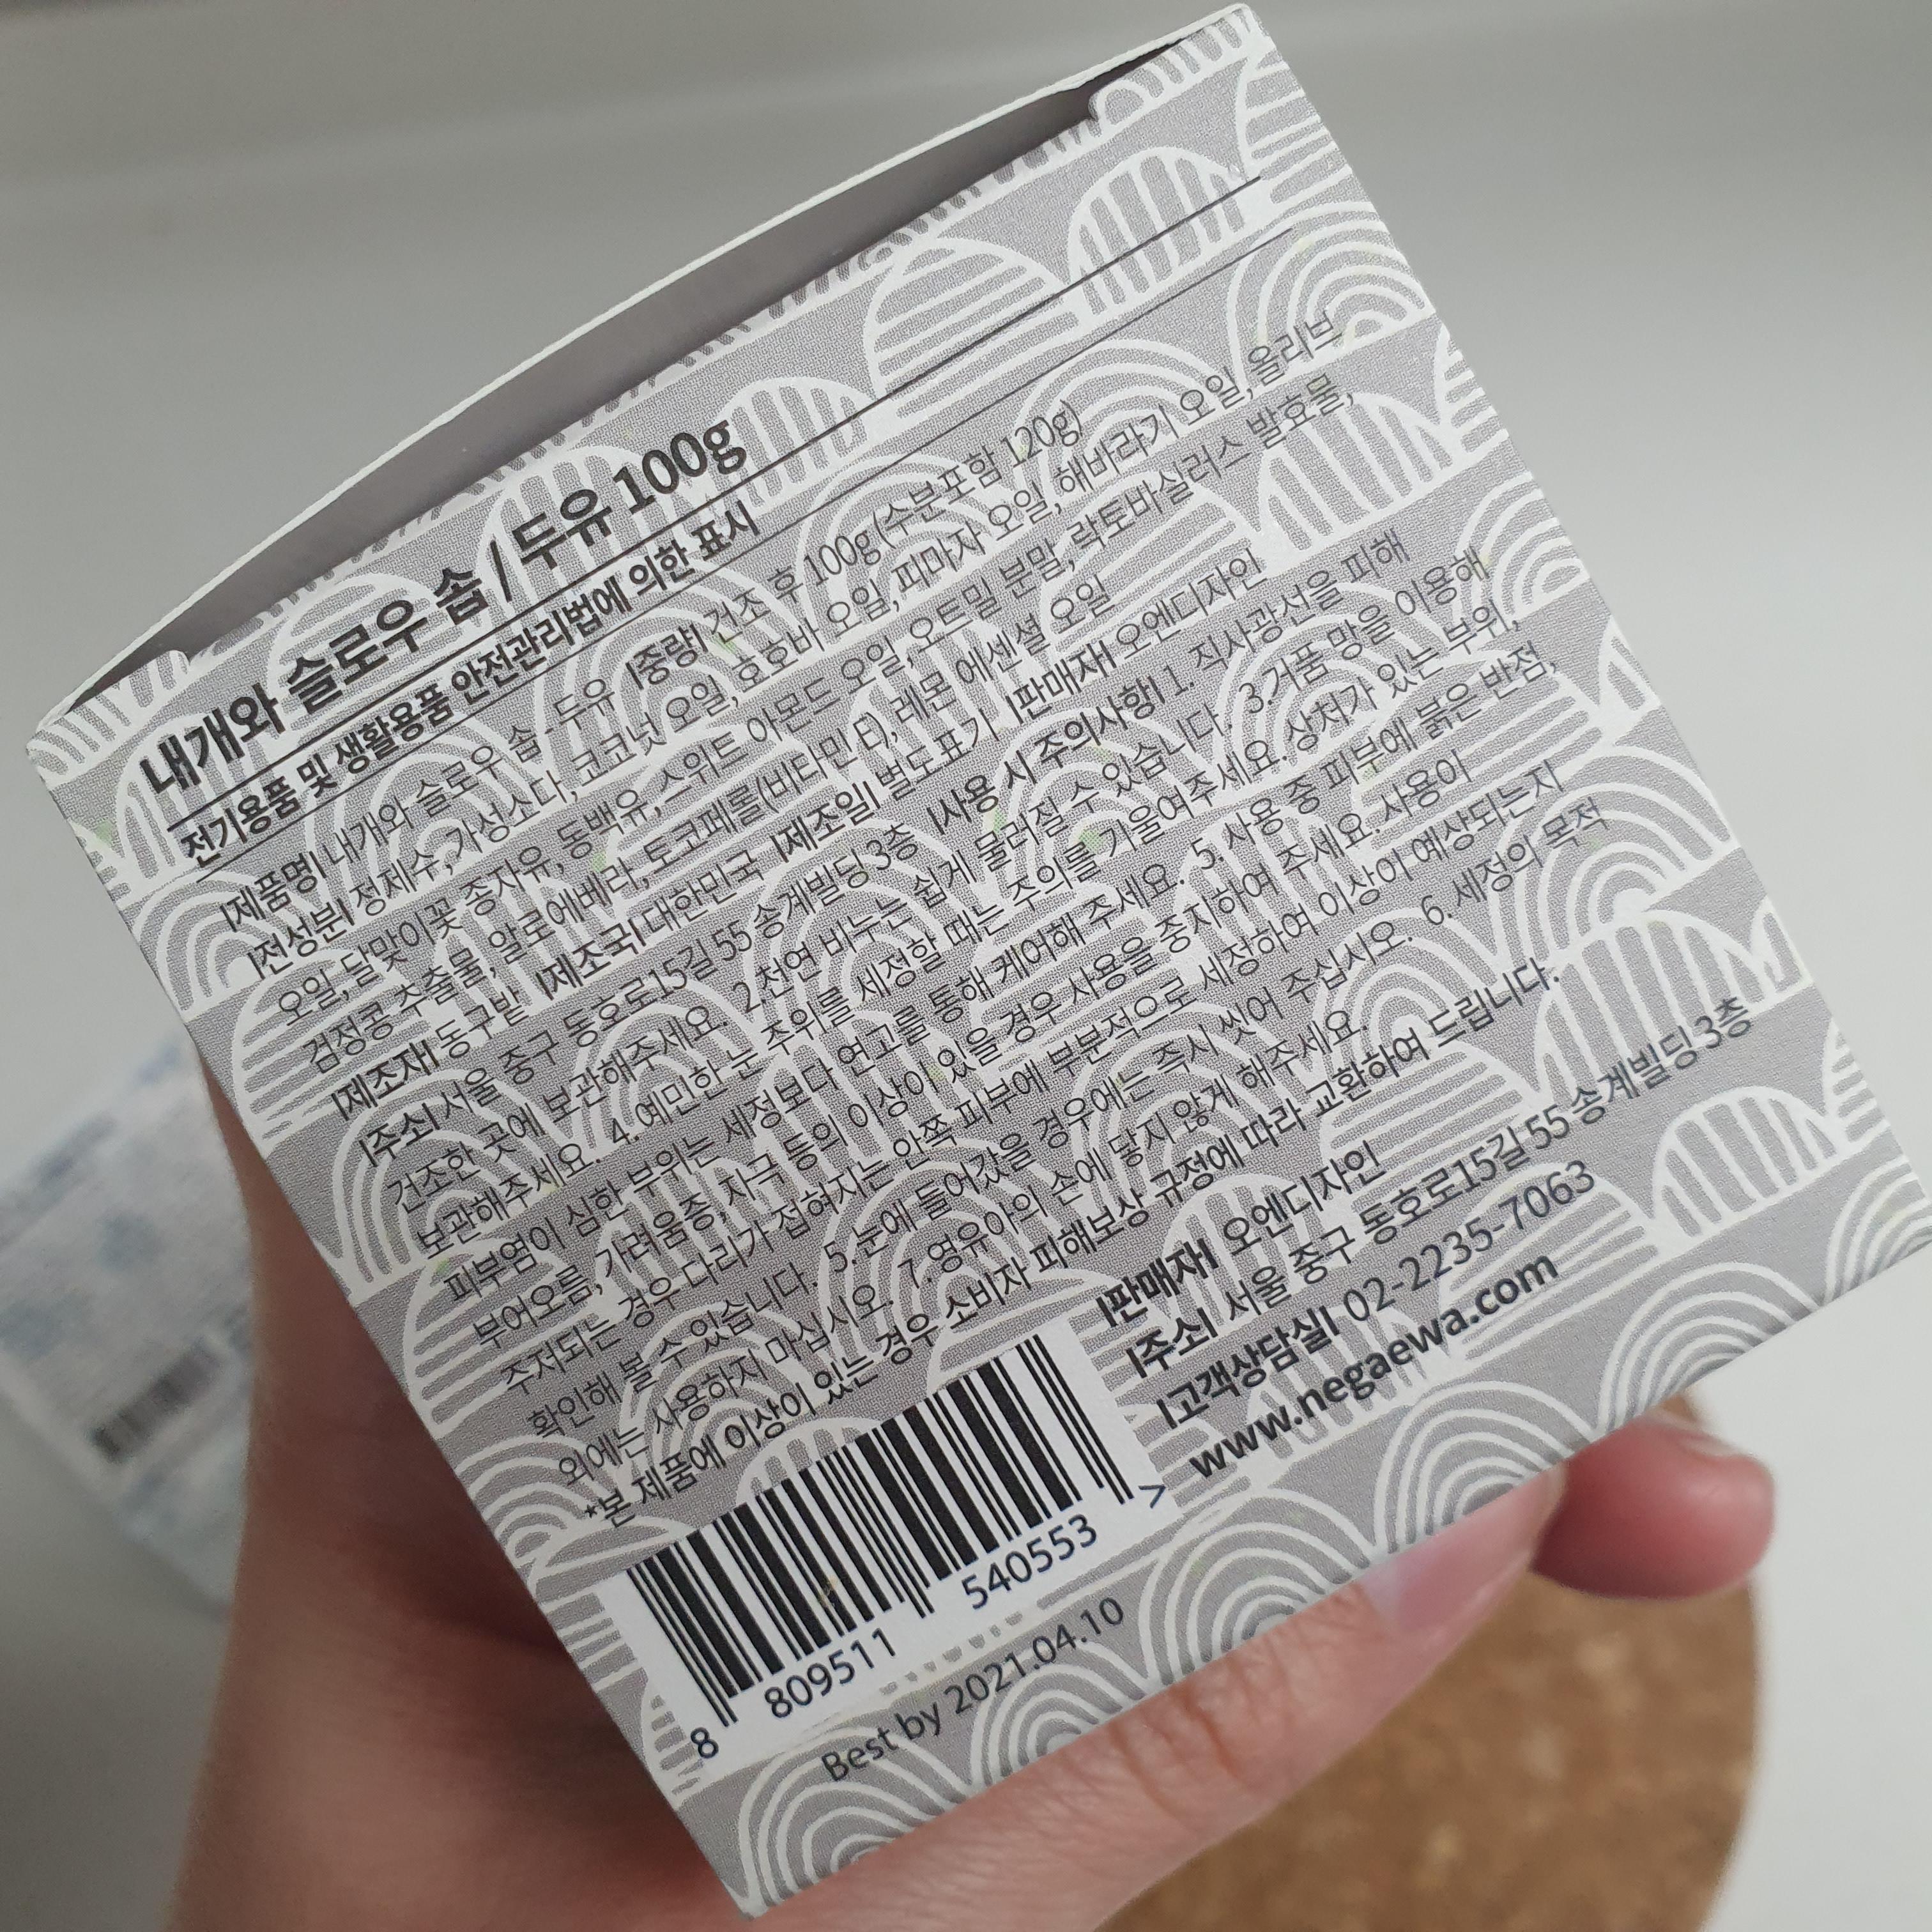 내개와 슬로우 솝 / 두유 100g
전기용품 및 생활용품 안전관리법에 의한 표시
|제품명| 내개와 슬로우 솝 - 두유 |중량| 건조 후 100g (수분포함 120g)
|전성분| 정제수, 가성소다, 코코넛 오일, 호호바 오일, 피마자 오일, 해바라기 오일, 올리브
오일, 달맞이꽃 종자유, 동백유, 스위트 아몬드 오일, 오트밀 분말, 락토바실러스 발효물,
검정콩 추출물, 알로에베라, 토코페롤(비타민 E), 레몬 에센셜 오일
|제조자| 동구밭 |제조국| 대한민국 |제조일| 별도표기 |판매자| 오엔디자인
|주소| 서울 중구 동호로15길 55 송계빌딩 3층 |사용 시 주의사항| 1. 직사광선을 피해
건조한 곳에 보관해주세요. 2.천연 비누는 쉽게 물러질 수 있습니다. 3.거품 망을 이용해
보관해주세요. 4.예민한 눈 주위를 세정할 때는 주의를 기울여주세요. 상처가 있는 부위,
피부염이 심한 부위는 세정보다 연고를 통해 케어해 주세요. 5. 사용 중 피부에 붉은 반점,
부어오름, 가려움증, 자극 등의 이상이 있을 경우 사용을 중지하여 주세요. 사용이
주저되는 경우 다리가 접혀지는 안쪽 피부에 부분적으로 세정하여 이상이 예상되는지
확인해 볼 수 있습니다. 5. 눈에 들어갔을 경우에는 즉시 씻어 주십시오. 6. 세정의 목적
외에는 사용하지 마십시오. 7.영유아의 손에 닿지 않게 해주세요.
*본 제품에 이상이 있는 경우 소비자 피해보상 규정에 따라 교환하여 드립니다.
|판매자| 오엔디자인
|주소| 서울 중구 동호로15길 55 송계빌딩 3층
|고객상담실| 02-2235-7063
www.negaewa.com
8 809511 540553 >
Best by 2021.04.10